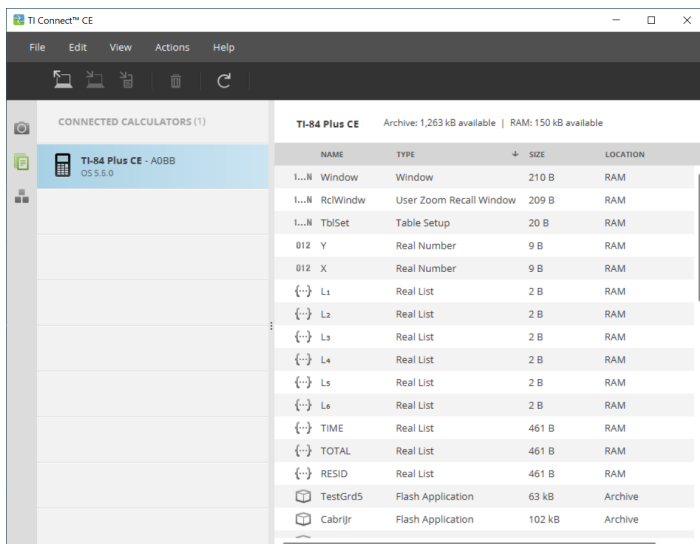 TI Connect™ CE
File Edit View Actions Help
CONNECTED CALCULATORS (1)
TI-84 Plus CE - A0BB
OS 5.6.0
TI-84 Plus CE Archive: 1,263 kB available | RAM: 150 kB available
NAME TYPE SIZE LOCATION
1...N Window Window 210 B RAM
1...N RclWindw User Zoom Recall Window 209 B RAM
1...N TblSet Table Setup 20 B RAM
012 Y Real Number 9 B RAM
012 X Real Number 9 B RAM
{···} L₁ Real List 2 B RAM
{···} L₂ Real List 2 B RAM
{···} L₃ Real List 2 B RAM
{···} L₄ Real List 2 B RAM
{···} L₅ Real List 2 B RAM
{···} L₆ Real List 2 B RAM
{···} TIME Real List 461 B RAM
{···} TOTAL Real List 461 B RAM
{···} RESID Real List 461 B RAM
TestGrd5 Flash Application 63 kB Archive
CabriJr Flash Application 102 kB Archive